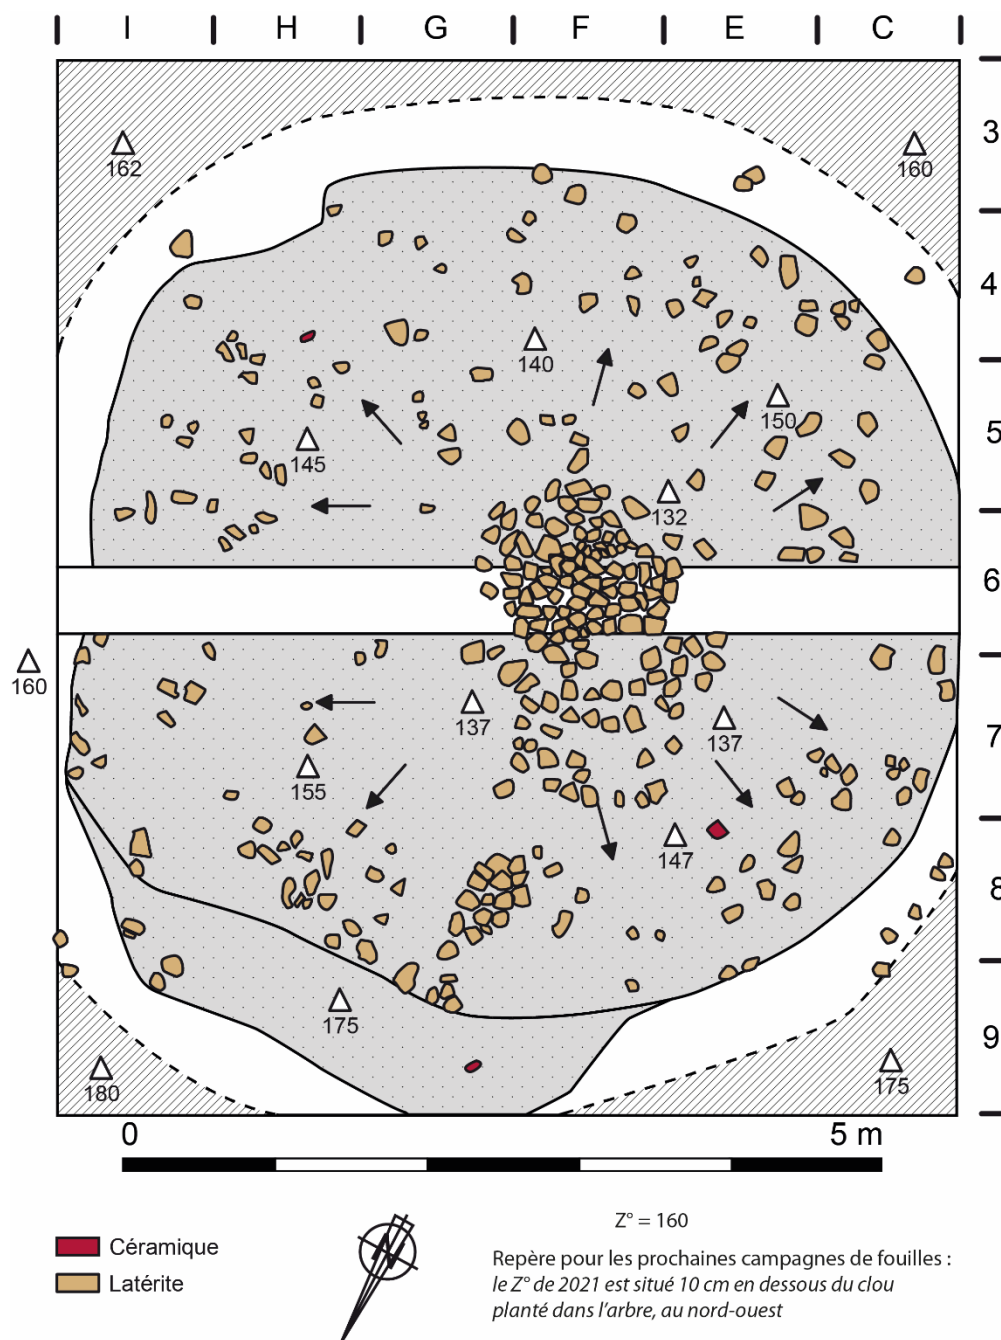 I H G F E C
3
162
160
4
140
150
5
145
132
6
160
137
137
7
155
147
8
175
9
180
175
0 5 m
Z° = 160
N
Céramique
Latérite
Repère pour les prochaines campagnes de fouilles :
le Z° de 2021 est situé 10 cm en dessous du clou
planté dans l'arbre, au nord-ouest